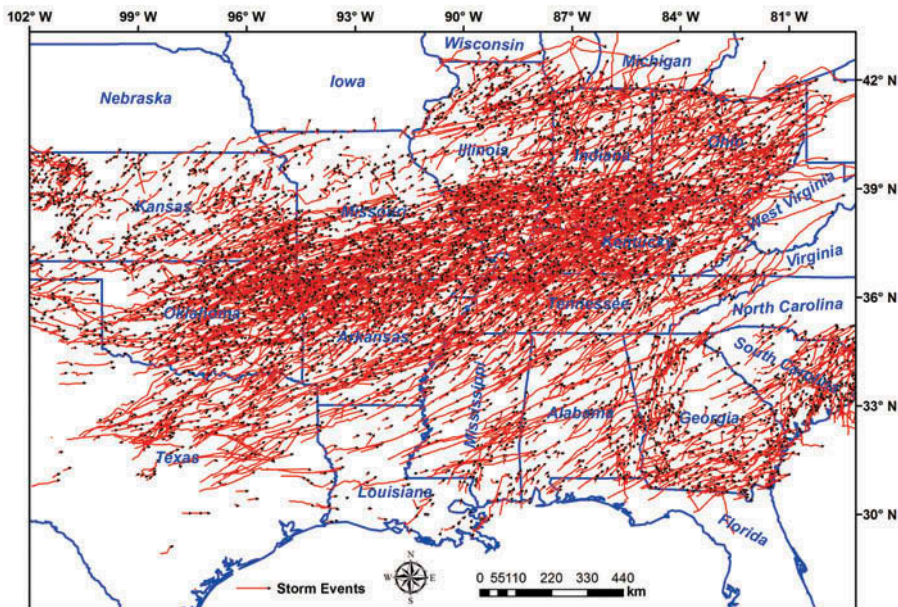 102°W 99°W 96°W 93°W 90°W 87°W 84°W 81°W
Wisconsin
Michigan
42°N
Nebraska
Iowa
Illinois
Indiana
Ohio
39°N
Kansas
Missouri
West Virginia
Kentucky
Virginia
36°N
Oklahoma
Tennessee
North Carolina
Arkansas
South Carolina
33°N
Mississippi
Alabama
Georgia
Texas
Louisiana
30°N
Florida
N
W E
S
Storm Events
0 55110 220 330 440
km